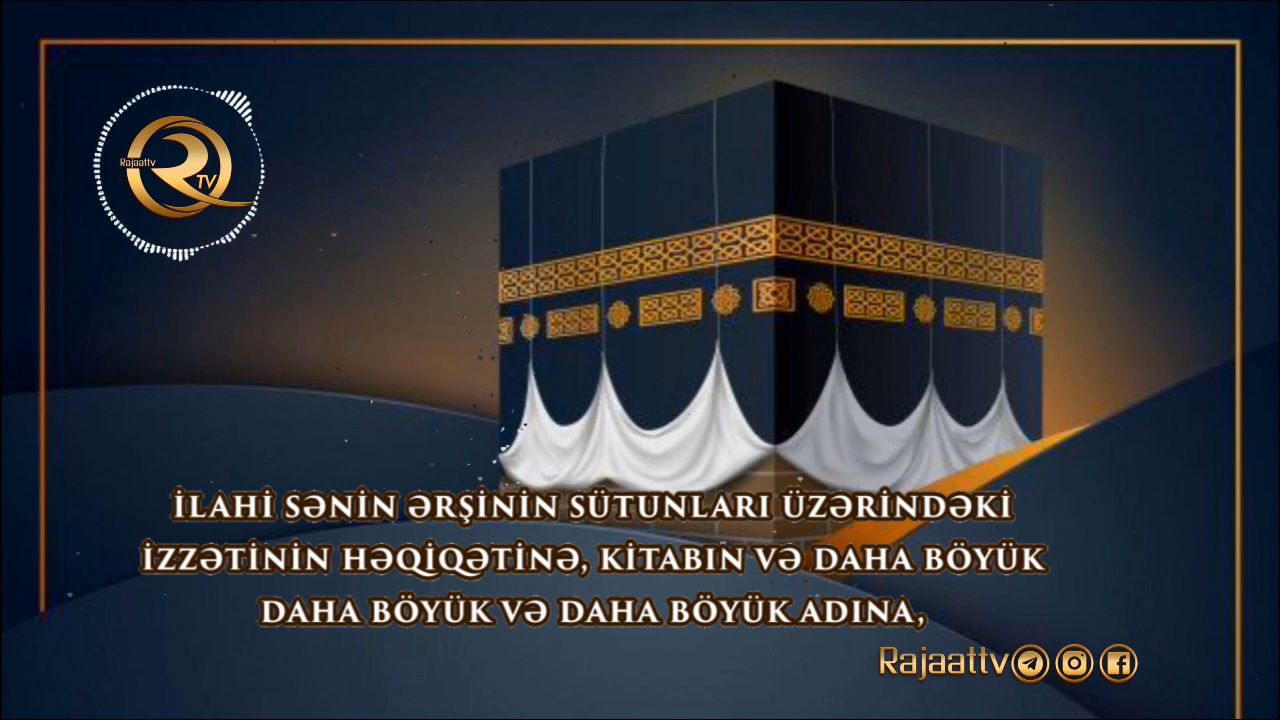 Rajaattv
TV
İLAHİ SƏNİN ƏRŞİNİN SÜTUNLARI ÜZƏRİNDƏKİ
İZZƏTİNİN HƏQİQƏTİNƏ, KİTABIN VƏ DAHA BÖYÜK
DAHA BÖYÜK VƏ DAHA BÖYÜK ADINA,
Rajaattv